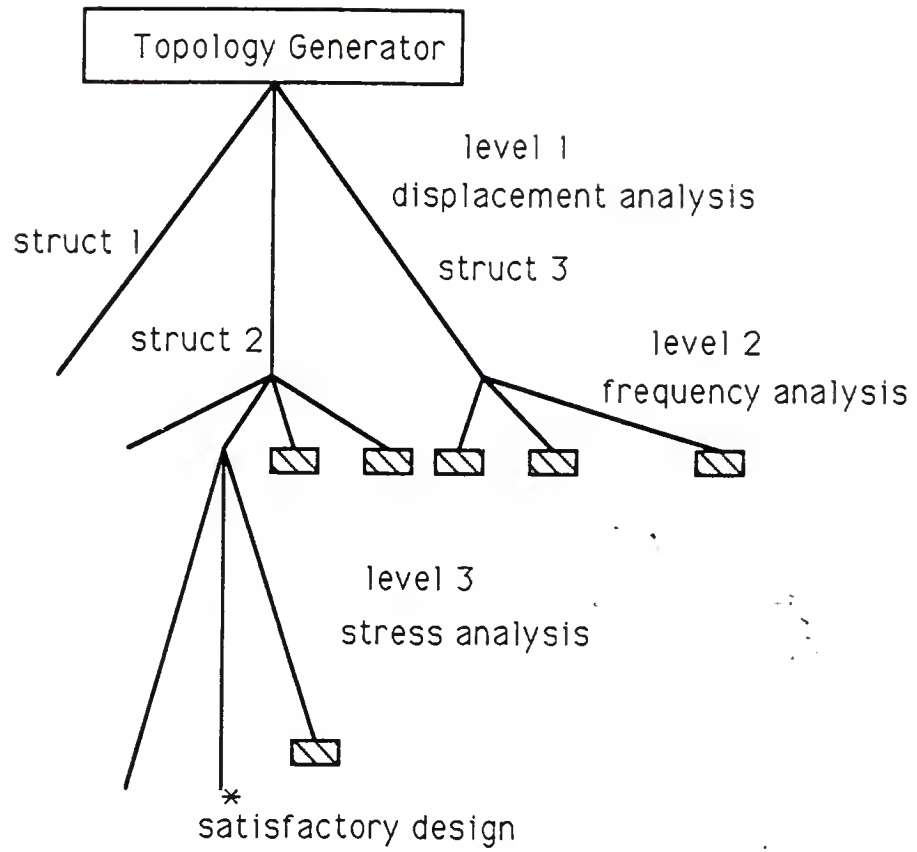 Topology Generator
level 1
displacement analysis
struct 1
struct 3
struct 2
level 2
frequency analysis
level 3
stress analysis
*
satisfactory design